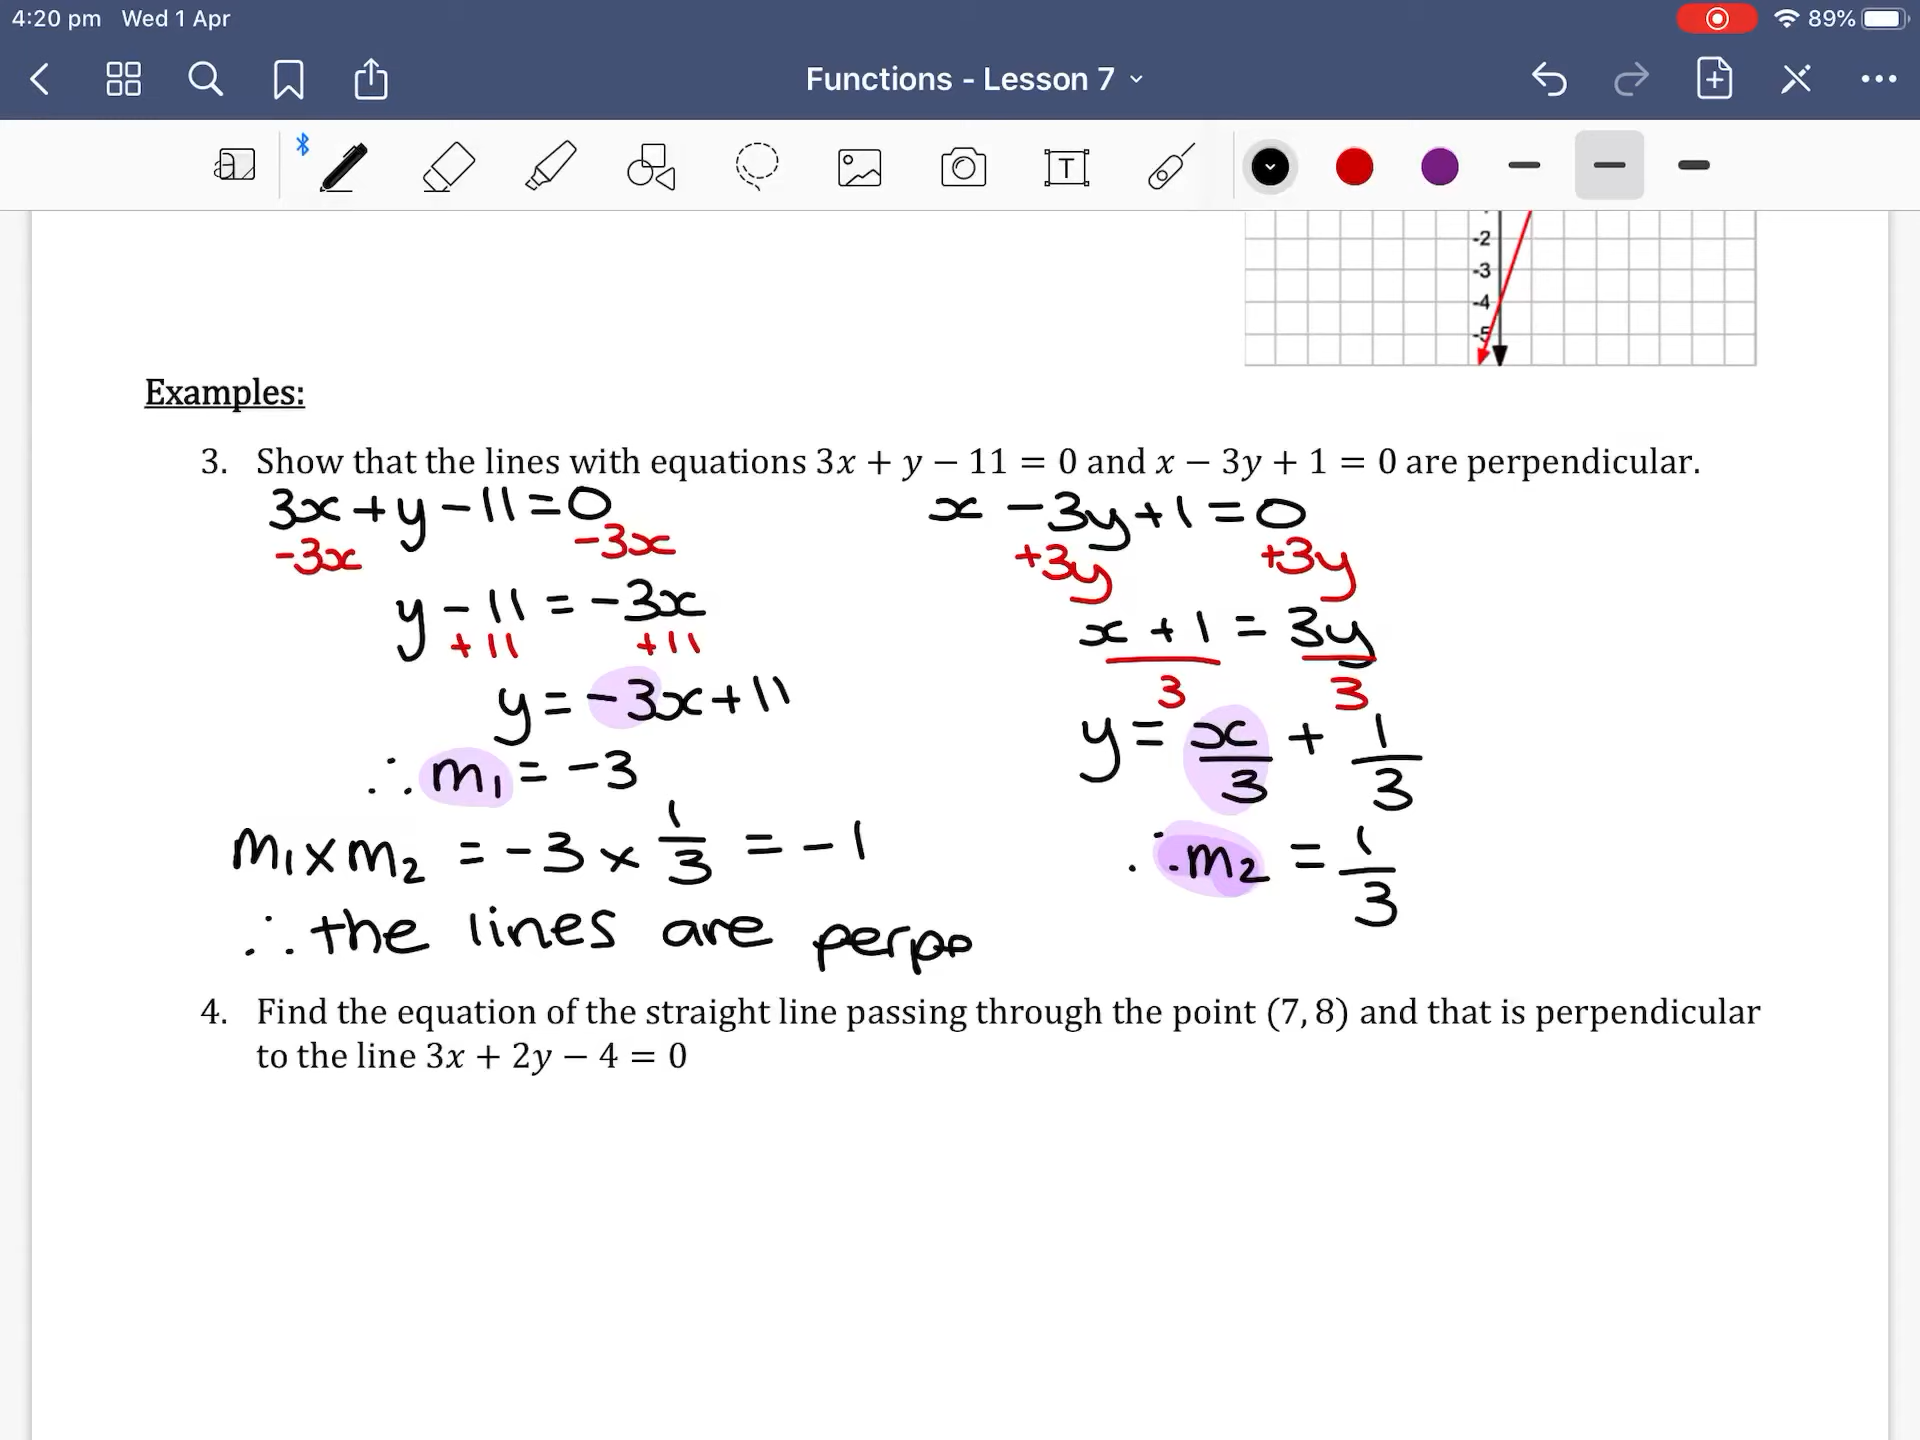 4:20 pm Wed 1 Apr
89%
Functions - Lesson 7
-2
-3
-4
-5
Examples:
3. Show that the lines with equations 3x + y − 11 = 0 and x − 3y + 1 = 0 are perpendicular.
3x + y − 11 = 0
-3x -3x
y − 11 = −3x
+11 +11
y = −3x + 11
∴ m₁ = −3
m₁ x m₂ = −3 x 1/3 = −1
∴ the lines are perpe
x − 3y + 1 = 0
+3y +3y
x + 1 = 3y
3 3
y = x/3 + 1/3
∴ m₂ = 1/3
4. Find the equation of the straight line passing through the point (7, 8) and that is perpendicular
to the line 3x + 2y − 4 = 0